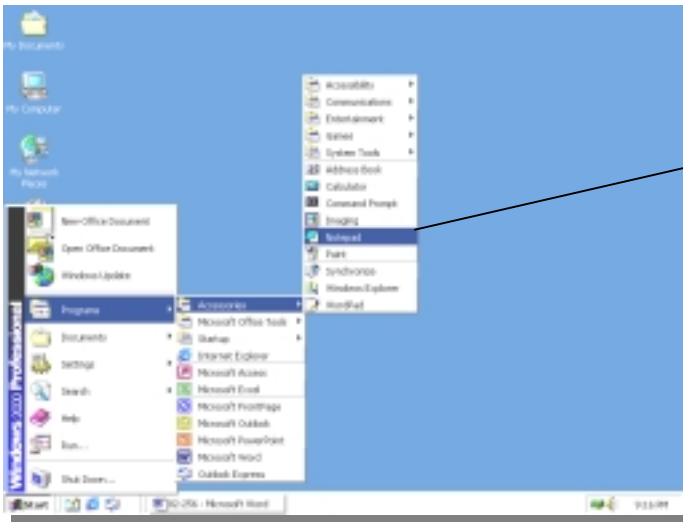 My Documents
My Computer
My Network
Places
Accessibility
Communications
Entertainment
Games
System Tools
Address Book
Calculator
Command Prompt
Imaging
Notepad
Paint
Synchronize
Windows Explorer
WordPad
New Office Document
Open Office Document
Windows Update
Programs
Documents
Settings
Search
Help
Run...
Shut Down...
Windows 2000 Professional
Accessories
Microsoft Office Tools
Startup
Internet Explorer
Microsoft Access
Microsoft Excel
Microsoft FrontPage
Microsoft Outlook
Microsoft PowerPoint
Microsoft Word
Outlook Express
Start
- Microsoft Word